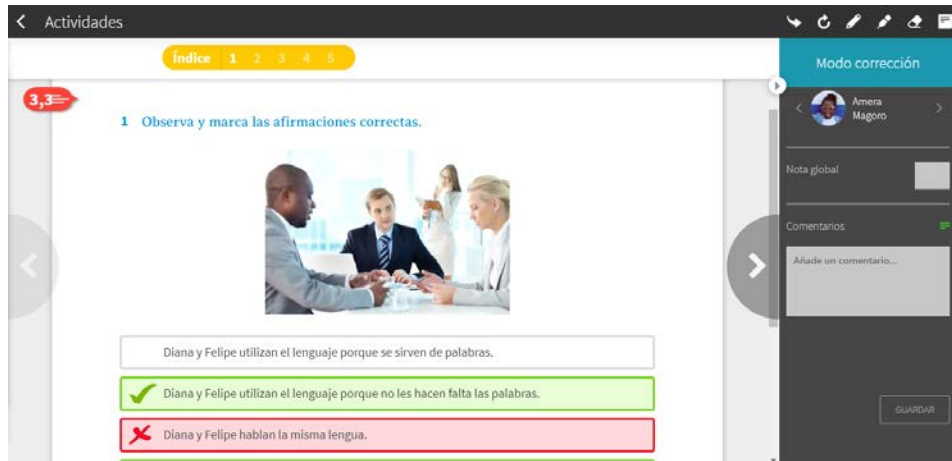 Actividades
Índice 1 2 3 4 5
Modo corrección
3,3
Amera
Magoro
1 Observa y marca las afirmaciones correctas.
Nota global
Comentarios
Añade un comentario...
Diana y Felipe utilizan el lenguaje porque se sirven de palabras.
Diana y Felipe utilizan el lenguaje porque no les hacen falta las palabras.
Diana y Felipe hablan la misma lengua.
GUARDAR